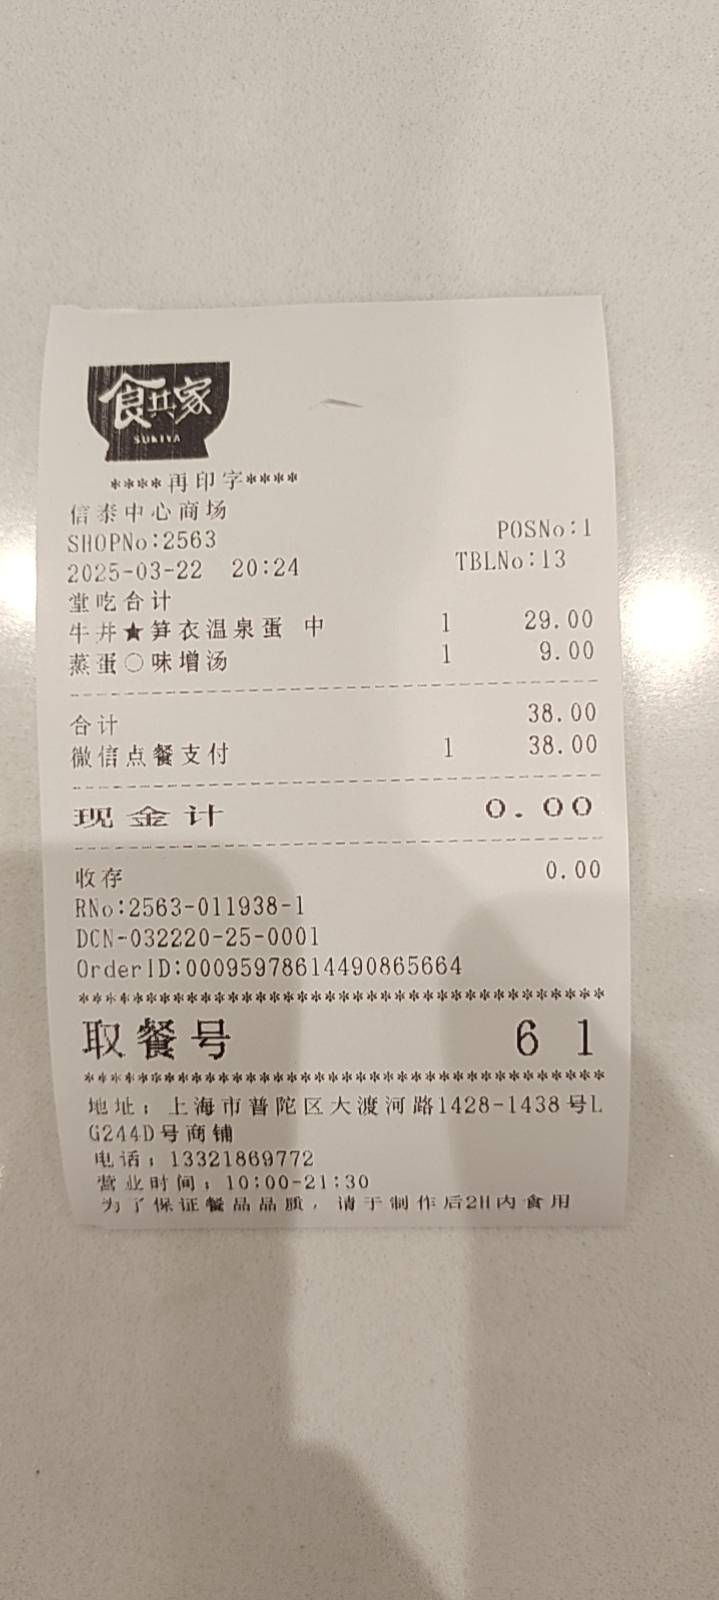 食其家
SUKIYA
****再印字****
信泰中心商场
SHOPNo:2563 POSNo:1
2025-03-22 20:24 TBLNo:13
堂吃合计
牛丼★笋衣温泉蛋 中 1 29.00
蒸蛋○味增汤 1 9.00
合计 38.00
微信点餐支付 1 38.00
现金计 0.00
收存 0.00
RNo:2563-011938-1
DCN-032220-25-0001
OrderID:00095978614490865664
取餐号 61
地址：上海市普陀区大渡河路1428-1438号L
G244D号商铺
电话：13321869772
营业时间：10:00-21:30
为了保证餐品品质，请于制作后2H内食用